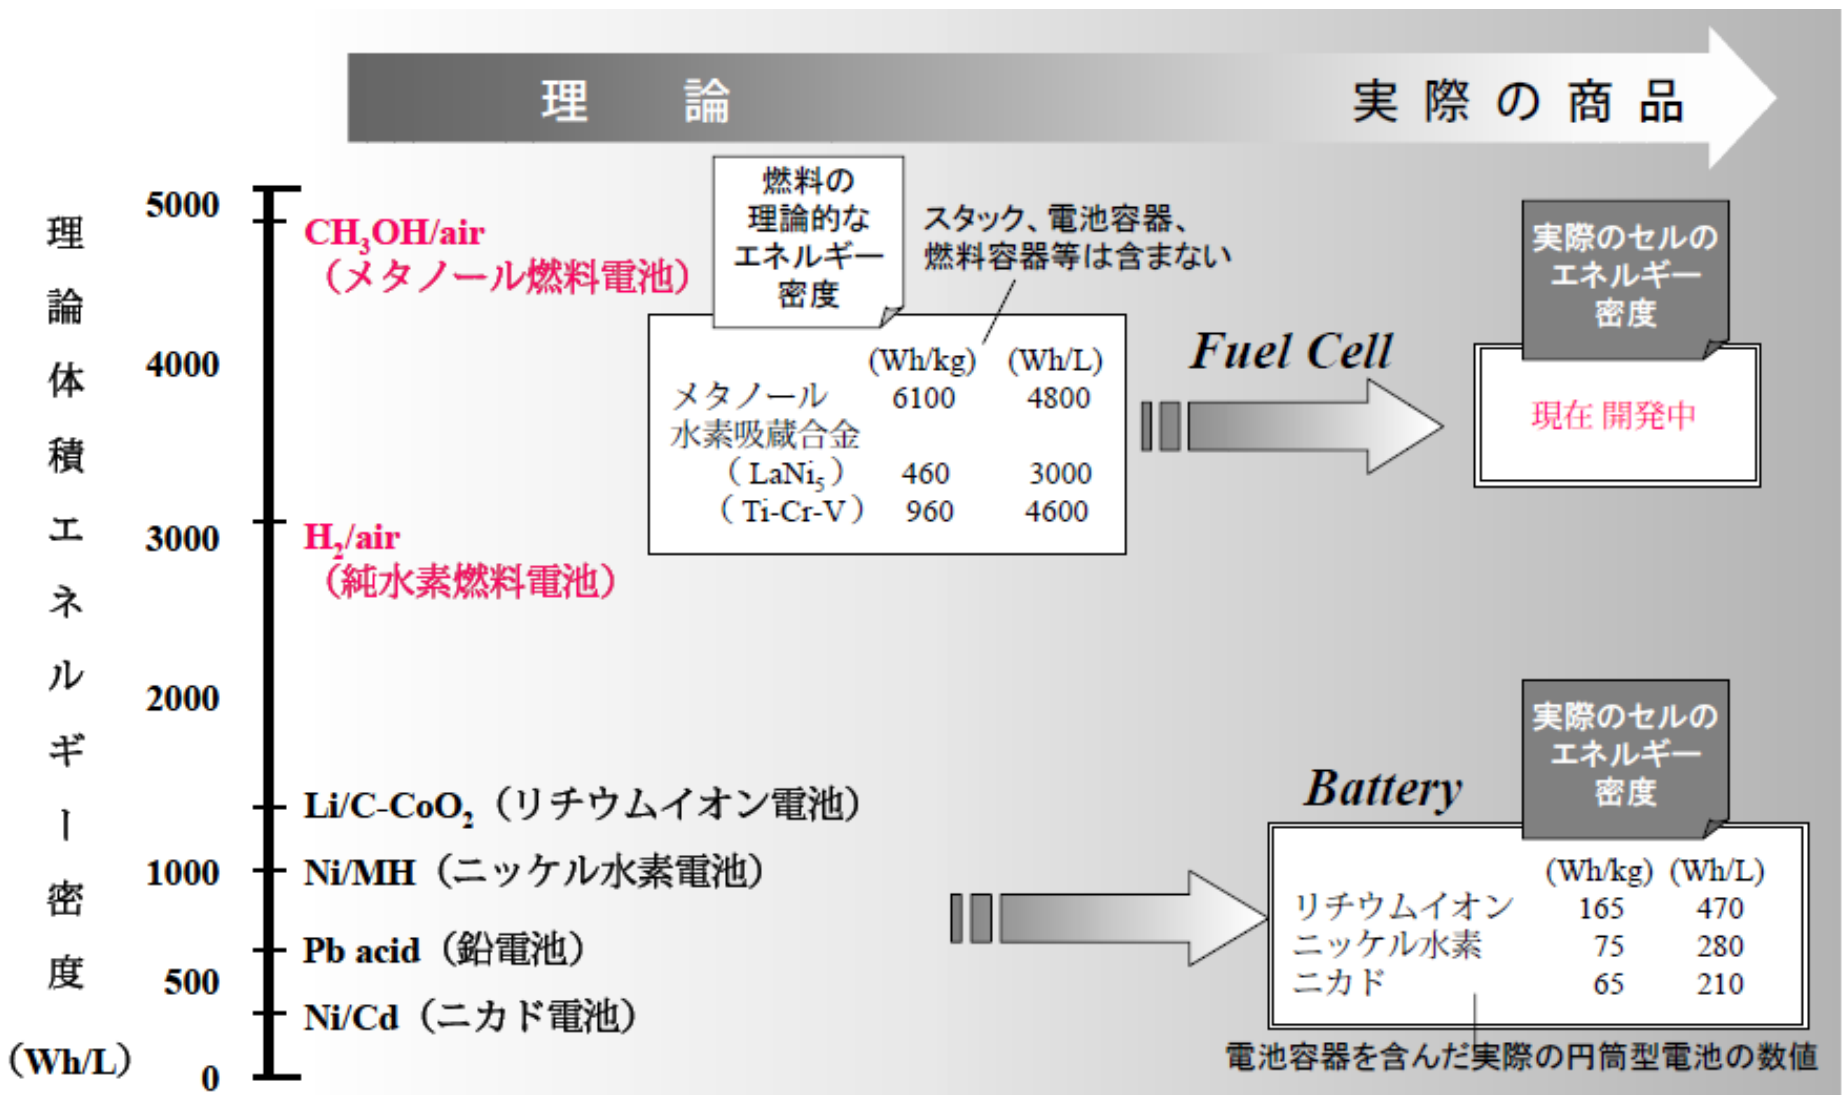 理論 実際の商品
理論体積エネルギー密度
(Wh/L)
5000
4000
3000
2000
1000
500
0
CH₃OH/air
（メタノール燃料電池）
H₂/air
（純水素燃料電池）
Li/C-CoO₂（リチウムイオン電池）
Ni/MH（ニッケル水素電池）
Pb acid（鉛電池）
Ni/Cd（ニカド電池）
燃料の
理論的な
エネルギー
密度
スタック、電池容器、
燃料容器等は含まない
(Wh/kg) (Wh/L)
メタノール 6100 4800
水素吸蔵合金
（LaNi₅） 460 3000
（Ti-Cr-V） 960 4600
Fuel Cell
実際のセルの
エネルギー
密度
現在 開発中
Battery
実際のセルの
エネルギー
密度
(Wh/kg) (Wh/L)
リチウムイオン 165 470
ニッケル水素 75 280
ニカド 65 210
電池容器を含んだ実際の円筒型電池の数値